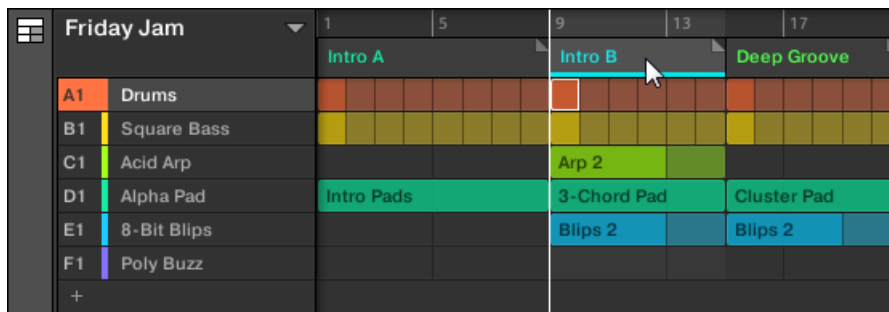 Friday Jam 1 5 9 13 17
Intro A Intro B Deep Groove
A1 Drums
B1 Square Bass
C1 Acid Arp Arp 2
D1 Alpha Pad Intro Pads 3-Chord Pad Cluster Pad
E1 8-Bit Blips Blips 2 Blips 2
F1 Poly Buzz
+